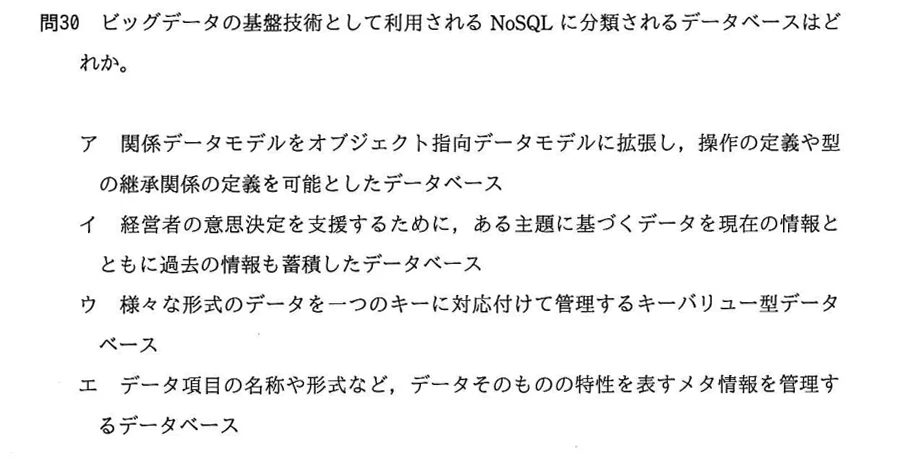 問30 ビッグデータの基盤技術として利用される NoSQL に分類されるデータベースはど
れか。
ア 関係データモデルをオブジェクト指向データモデルに拡張し，操作の定義や型
の継承関係の定義を可能としたデータベース
イ 経営者の意思決定を支援するために，ある主題に基づくデータを現在の情報と
ともに過去の情報も蓄積したデータベース
ウ 様々な形式のデータを一つのキーに対応付けて管理するキーバリュー型データ
ベース
エ データ項目の名称や形式など，データそのものの特性を表すメタ情報を管理す
るデータベース